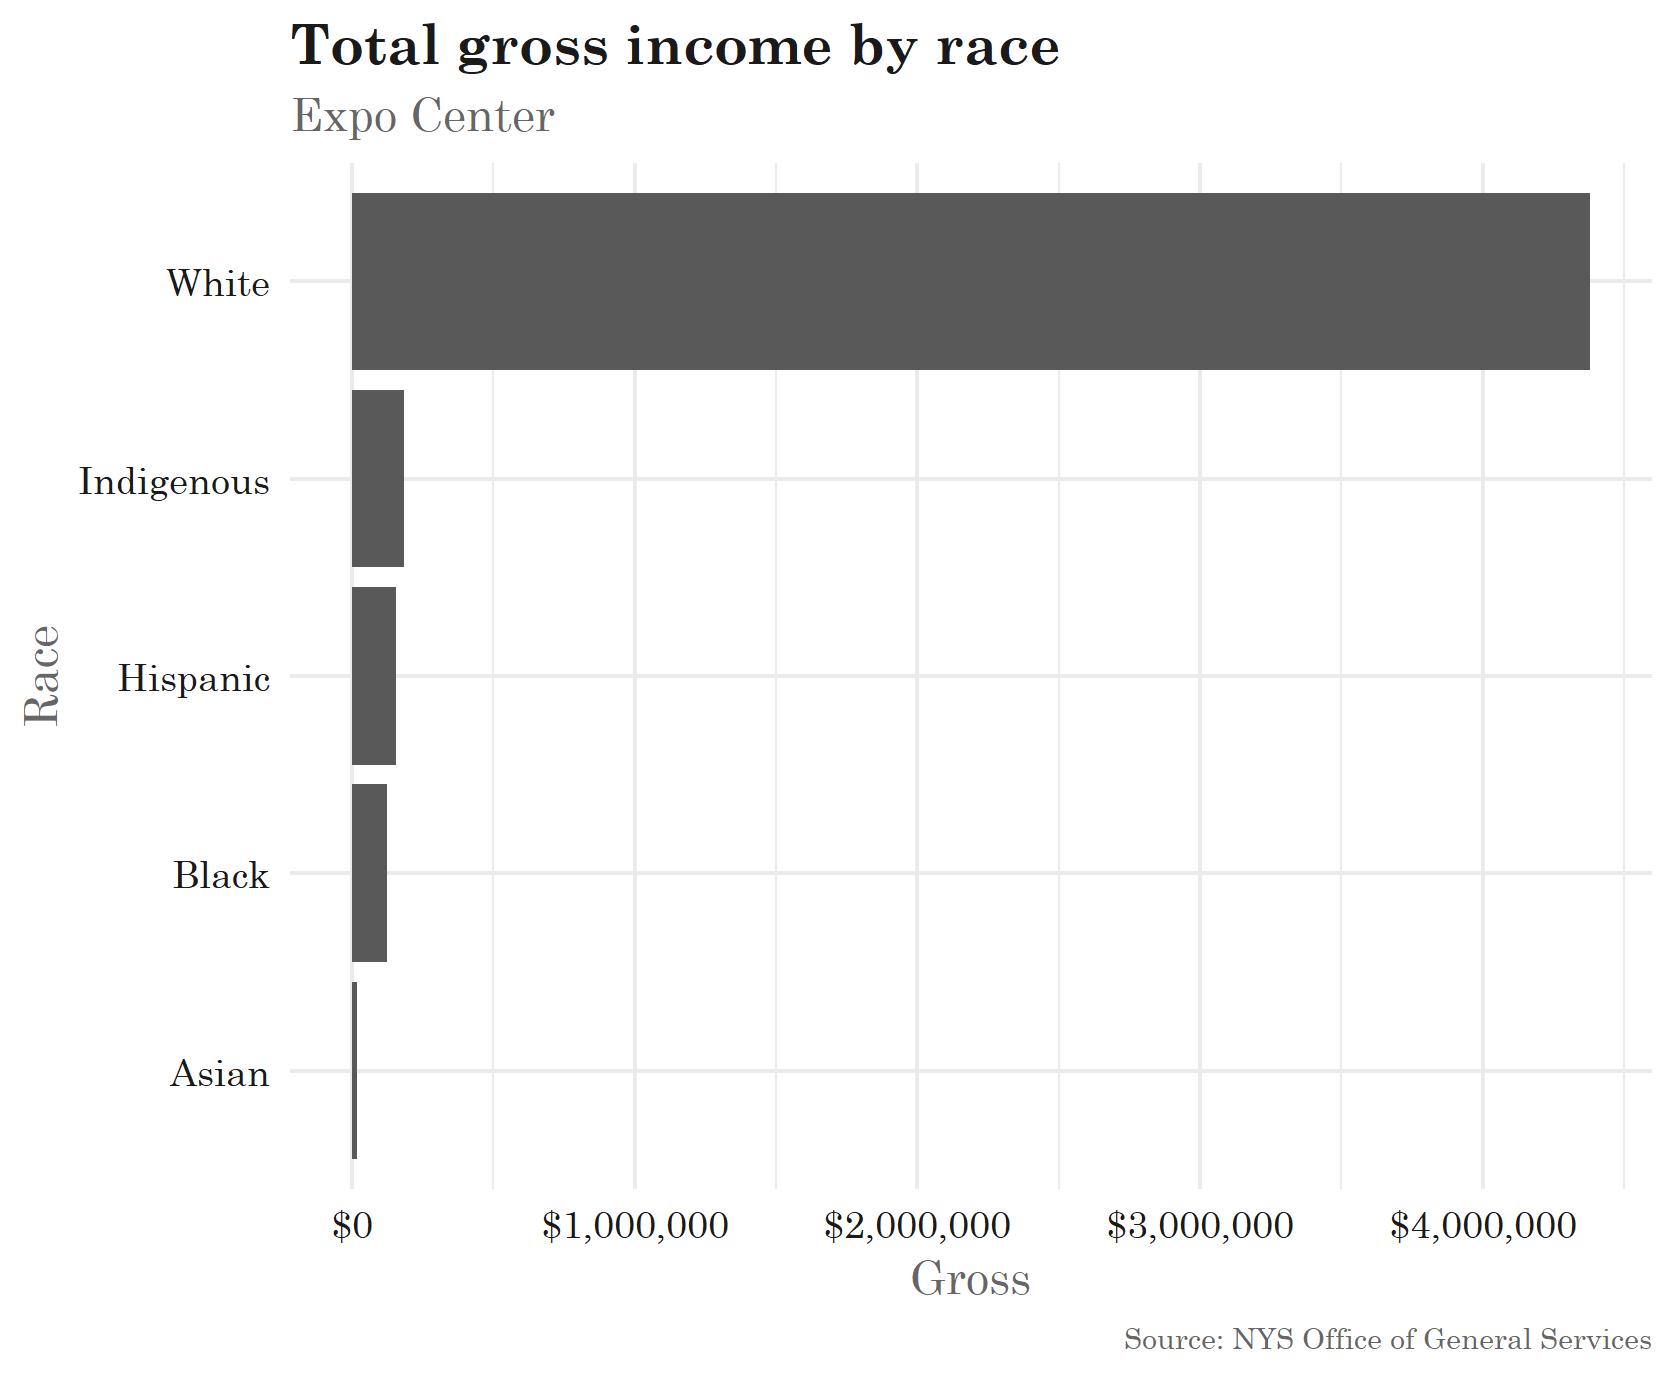 Total gross income by race
Expo Center
White
Indigenous
Hispanic
Black
Asian
Race
$0 $1,000,000 $2,000,000 $3,000,000 $4,000,000
Gross
Source: NYS Office of General Services